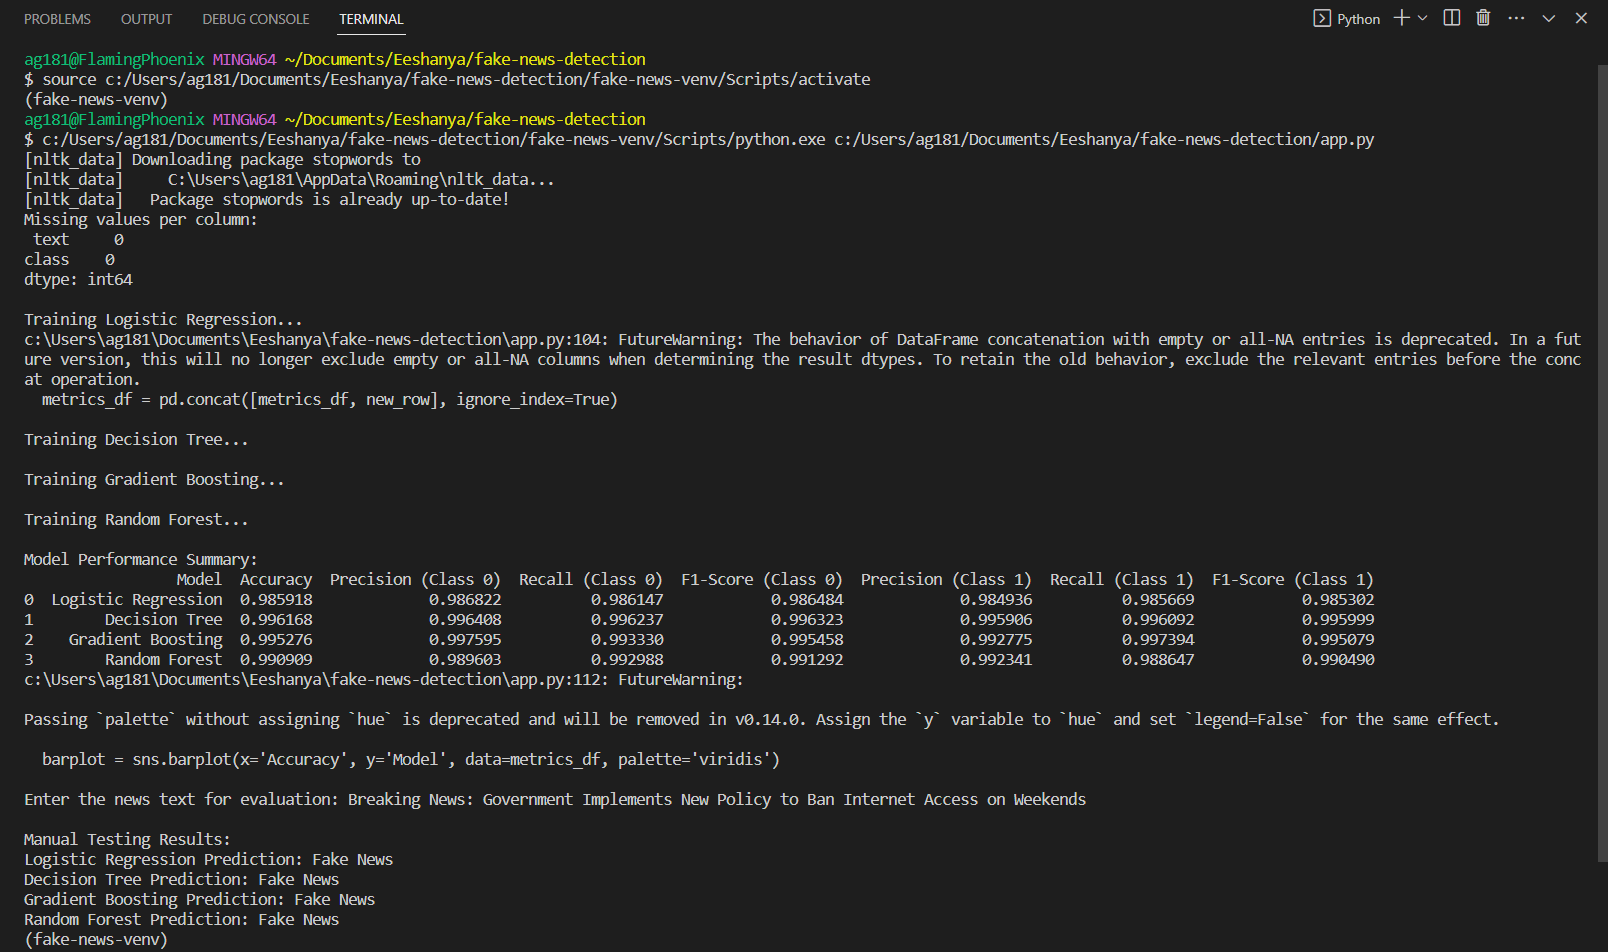 PROBLEMS OUTPUT DEBUG CONSOLE TERMINAL Python
ag181@FlamingPhoenix MINGW64 ~/Documents/Eeshanya/fake-news-detection
$ source c:/Users/ag181/Documents/Eeshanya/fake-news-detection/fake-news-venv/Scripts/activate
(fake-news-venv)
ag181@FlamingPhoenix MINGW64 ~/Documents/Eeshanya/fake-news-detection
$ c:/Users/ag181/Documents/Eeshanya/fake-news-detection/fake-news-venv/Scripts/python.exe c:/Users/ag181/Documents/Eeshanya/fake-news-detection/app.py
[nltk_data] Downloading package stopwords to
[nltk_data]     C:\Users\ag181\AppData\Roaming\nltk_data...
[nltk_data]   Package stopwords is already up-to-date!
Missing values per column:
 text     0
class    0
dtype: int64
Training Logistic Regression...
c:\Users\ag181\Documents\Eeshanya\fake-news-detection\app.py:104: FutureWarning: The behavior of DataFrame concatenation with empty or all-NA entries is deprecated. In a fut
ure version, this will no longer exclude empty or all-NA columns when determining the result dtypes. To retain the old behavior, exclude the relevant entries before the conc
at operation.
  metrics_df = pd.concat([metrics_df, new_row], ignore_index=True)
Training Decision Tree...
Training Gradient Boosting...
Training Random Forest...
Model Performance Summary:
                 Model  Accuracy  Precision (Class 0)  Recall (Class 0)  F1-Score (Class 0)  Precision (Class 1)  Recall (Class 1)  F1-Score (Class 1)
0  Logistic Regression  0.985918             0.986822          0.986147            0.986484             0.984936          0.985669            0.985302
1        Decision Tree  0.996168             0.996408          0.996237            0.996323             0.995906          0.996092            0.995999
2    Gradient Boosting  0.995276             0.997595          0.993330            0.995458             0.992775          0.997394            0.995079
3        Random Forest  0.990909             0.989603          0.992988            0.991292             0.992341          0.988647            0.990490
c:\Users\ag181\Documents\Eeshanya\fake-news-detection\app.py:112: FutureWarning:
Passing `palette` without assigning `hue` is deprecated and will be removed in v0.14.0. Assign the `y` variable to `hue` and set `legend=False` for the same effect.
  barplot = sns.barplot(x='Accuracy', y='Model', data=metrics_df, palette='viridis')
Enter the news text for evaluation: Breaking News: Government Implements New Policy to Ban Internet Access on Weekends
Manual Testing Results:
Logistic Regression Prediction: Fake News
Decision Tree Prediction: Fake News
Gradient Boosting Prediction: Fake News
Random Forest Prediction: Fake News
(fake-news-venv)